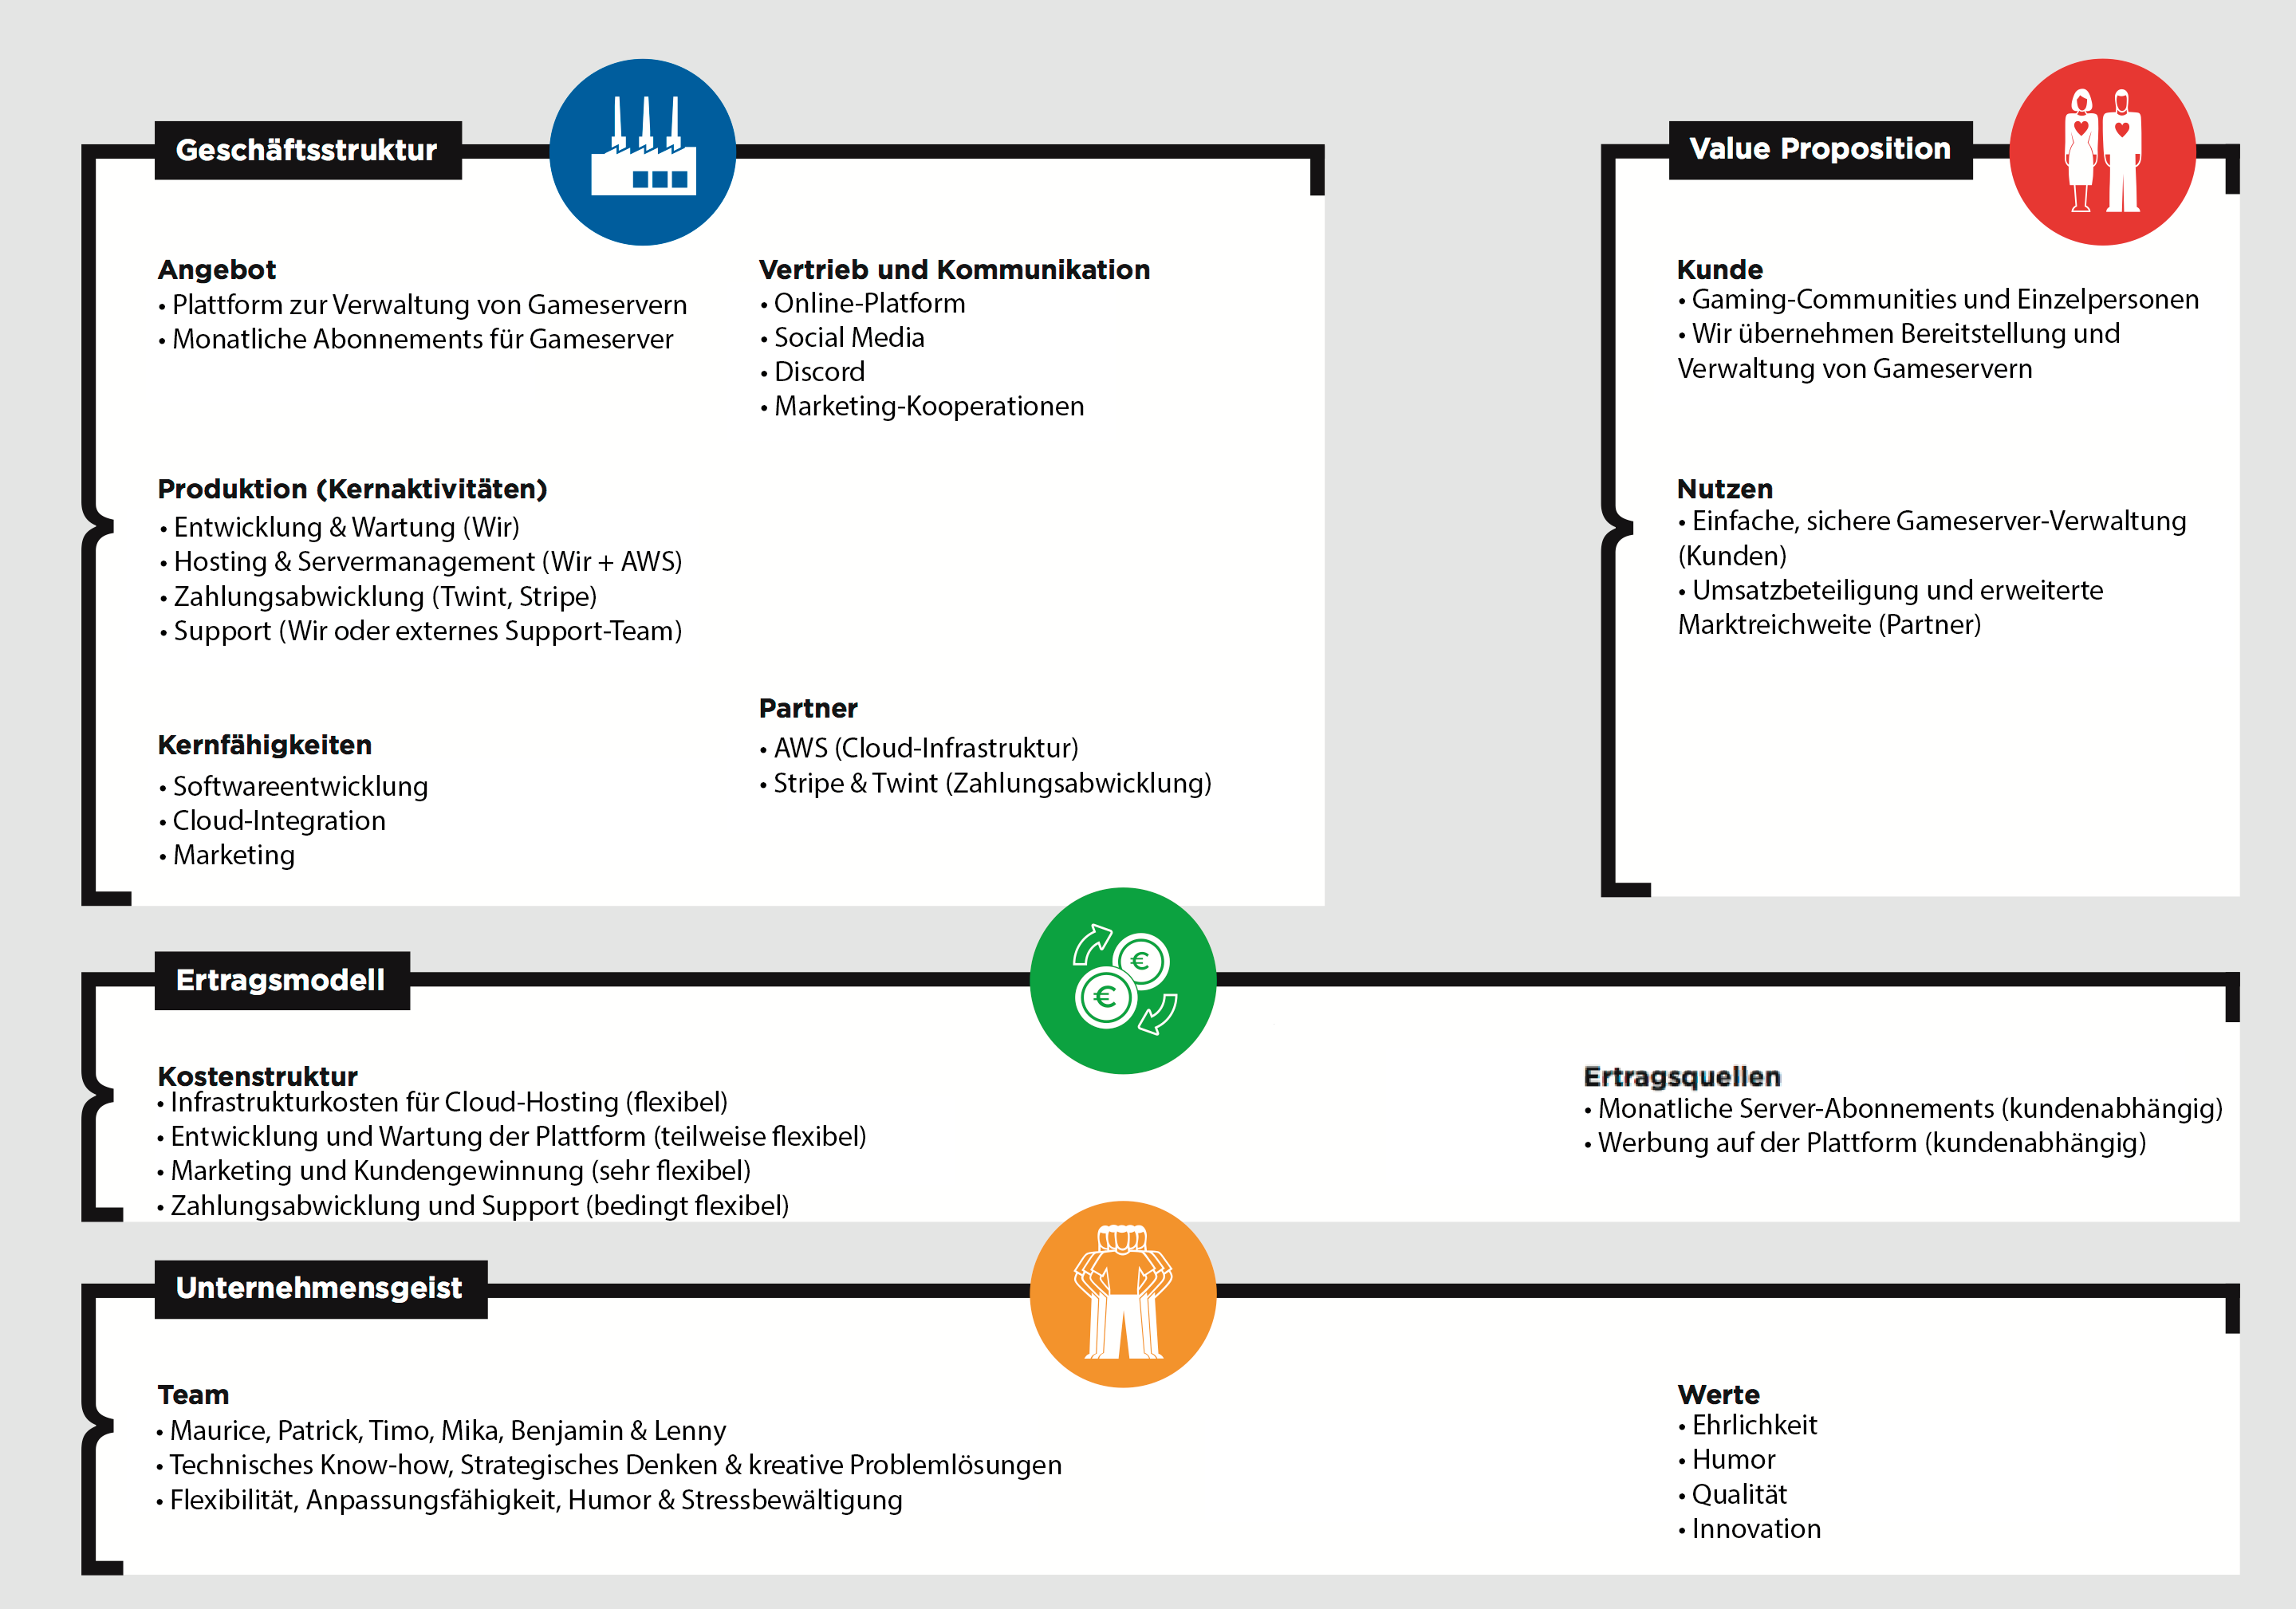 Geschäftsstruktur
Angebot
• Plattform zur Verwaltung von Gameservern
• Monatliche Abonnements für Gameserver
Vertrieb und Kommunikation
• Online-Platform
• Social Media
• Discord
• Marketing-Kooperationen
Produktion (Kernaktivitäten)
• Entwicklung & Wartung (Wir)
• Hosting & Servermanagement (Wir + AWS)
• Zahlungsabwicklung (Twint, Stripe)
• Support (Wir oder externes Support-Team)
Kernfähigkeiten
• Softwareentwicklung
• Cloud-Integration
• Marketing
Partner
• AWS (Cloud-Infrastruktur)
• Stripe & Twint (Zahlungsabwicklung)
Value Proposition
Kunde
• Gaming-Communities und Einzelpersonen
• Wir übernehmen Bereitstellung und
Verwaltung von Gameservern
Nutzen
• Einfache, sichere Gameserver-Verwaltung
(Kunden)
• Umsatzbeteiligung und erweiterte
Marktreichweite (Partner)
Ertragsmodell
€
€
Kostenstruktur
• Infrastrukturkosten für Cloud-Hosting (flexibel)
• Entwicklung und Wartung der Plattform (teilweise flexibel)
• Marketing und Kundengewinnung (sehr flexibel)
• Zahlungsabwicklung und Support (bedingt flexibel)
Ertragsquellen
• Monatliche Server-Abonnements (kundenabhängig)
• Werbung auf der Plattform (kundenabhängig)
Unternehmensgeist
Team
• Maurice, Patrick, Timo, Mika, Benjamin & Lenny
• Technisches Know-how, Strategisches Denken & kreative Problemlösungen
• Flexibilität, Anpassungsfähigkeit, Humor & Stressbewältigung
Werte
• Ehrlichkeit
• Humor
• Qualität
• Innovation